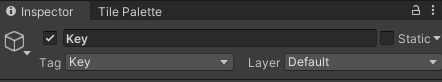 Inspector Tile Palette
Key Static
Tag Key Layer Default